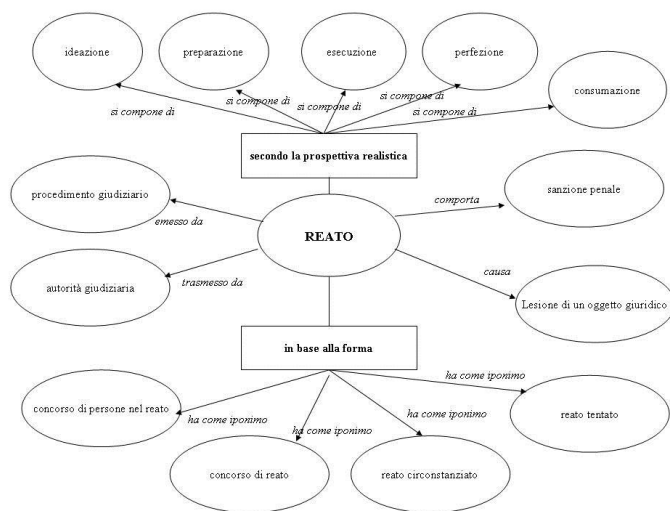 ideazione
preparazione
esecuzione
perfezione
consumazione
si compone di
si compone di
si compone di
si compone di
si compone di
secondo la prospettiva realistica
procedimento giudiziario
emesso da
comporta
sanzione penale
REATO
autorità giudiziaria
trasmesso da
causa
Lesione di un oggetto giuridico
in base alla forma
ha come iponimo
concorso di persone nel reato
ha come iponimo
ha come iponimo
ha come iponimo
reato tentato
concorso di reato
reato circonstanziato